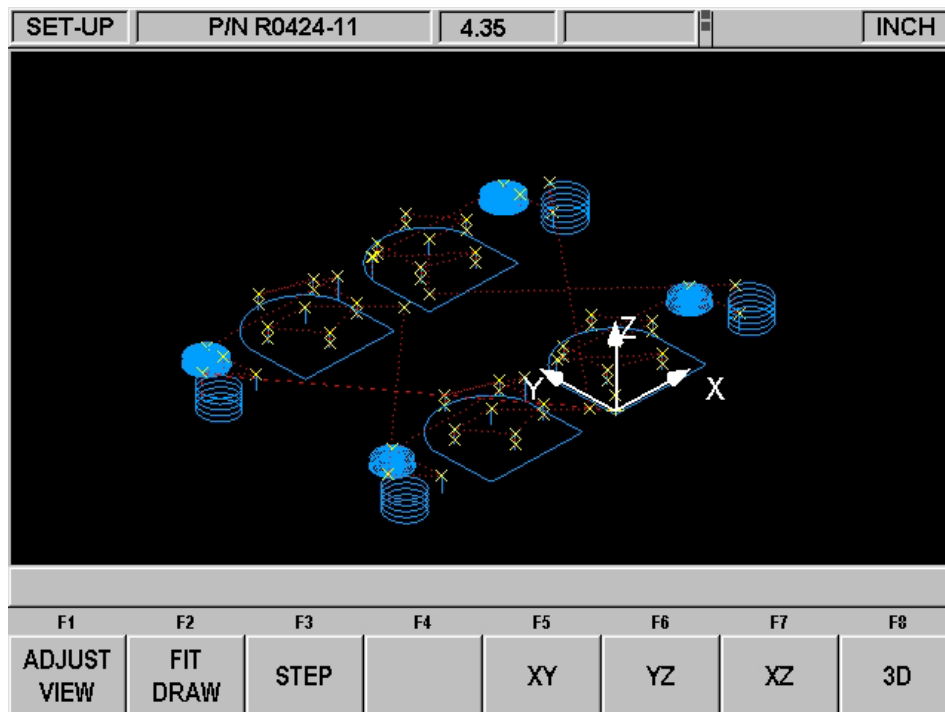 SET-UP P/N R0424-11 4.35 INCH
Z
Y X
F1 F2 F3 F4 F5 F6 F7 F8
ADJUST VIEW FIT DRAW STEP XY YZ XZ 3D